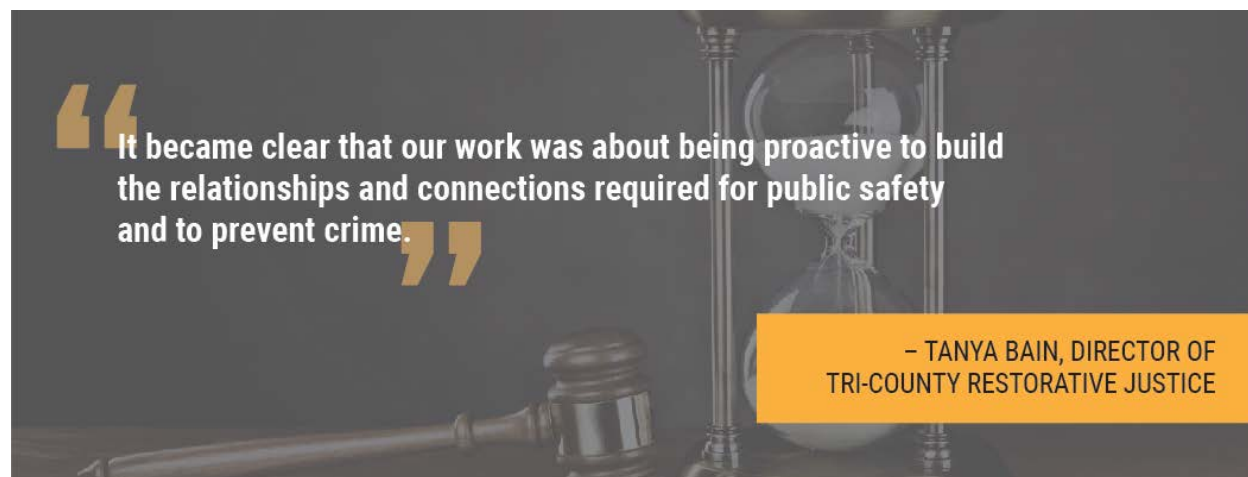 “It became clear that our work was about being proactive to build
the relationships and connections required for public safety
and to prevent crime.”
– TANYA BAIN, DIRECTOR OF
TRI-COUNTY RESTORATIVE JUSTICE